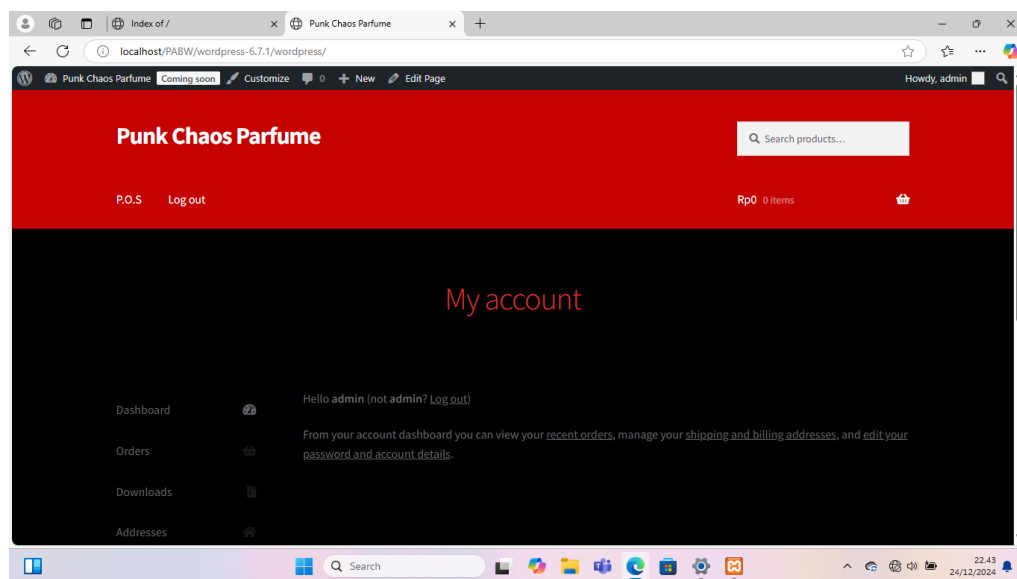 Index of /
Punk Chaos Parfume
localhost/PABW/wordpress-6.7.1/wordpress/
Punk Chaos Parfume Coming soon Customize 0 New Edit Page Howdy, admin
Punk Chaos Parfume
Search products...
P.O.S Log out Rp0 0 items
My account
Hello admin (not admin? Log out)
From your account dashboard you can view your recent orders, manage your shipping and billing addresses, and edit your
password and account details.
Dashboard
Orders
Downloads
Addresses
Search
22.43
24/12/2024